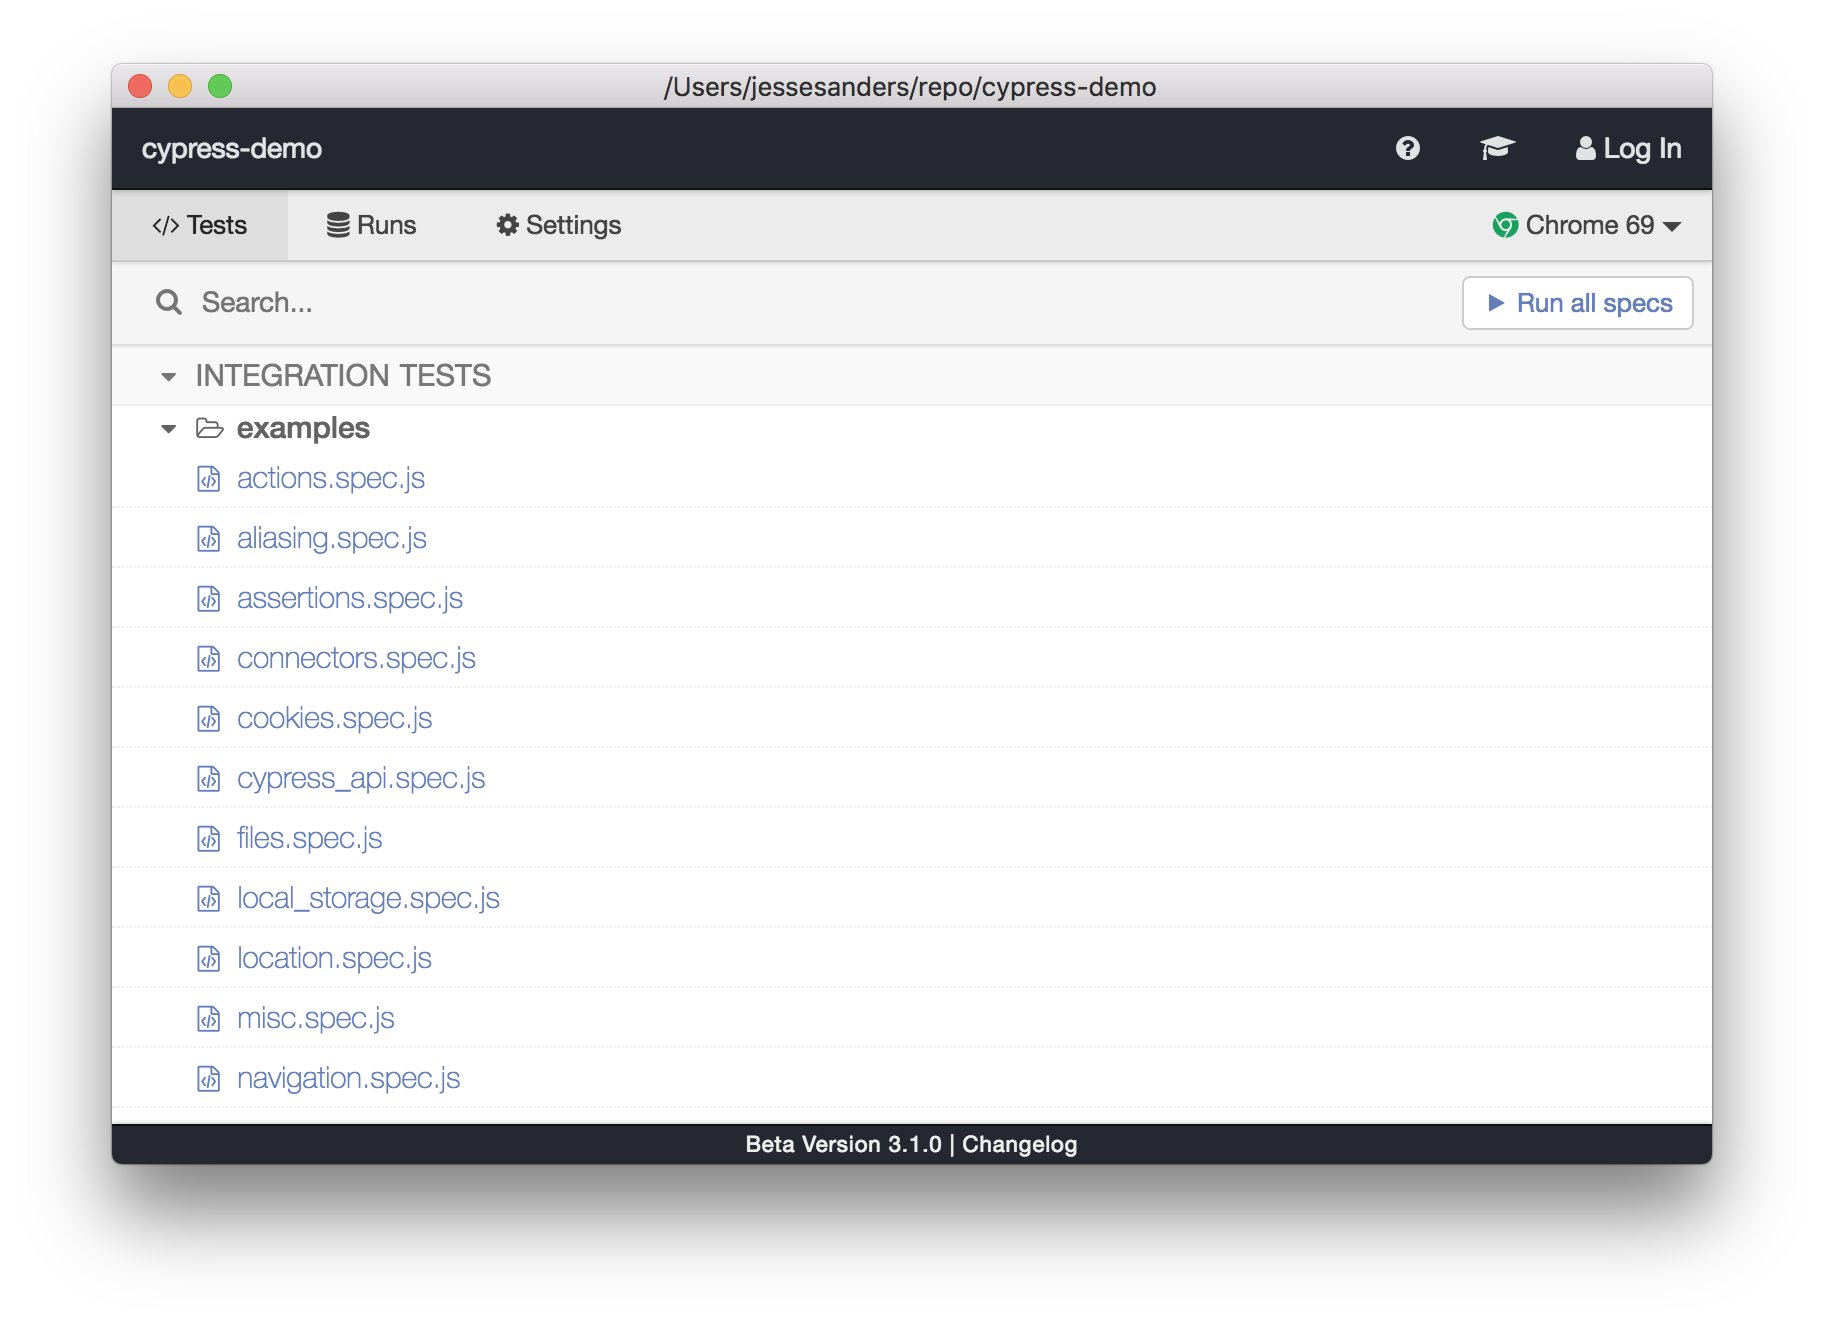 /Users/jessesanders/repo/cypress-demo
cypress-demo
Log In
Tests
Runs
Settings
Chrome 69
Search...
Run all specs
INTEGRATION TESTS
examples
actions.spec.js
aliasing.spec.js
assertions.spec.js
connectors.spec.js
cookies.spec.js
cypress_api.spec.js
files.spec.js
local_storage.spec.js
location.spec.js
misc.spec.js
navigation.spec.js
Beta Version 3.1.0 | Changelog